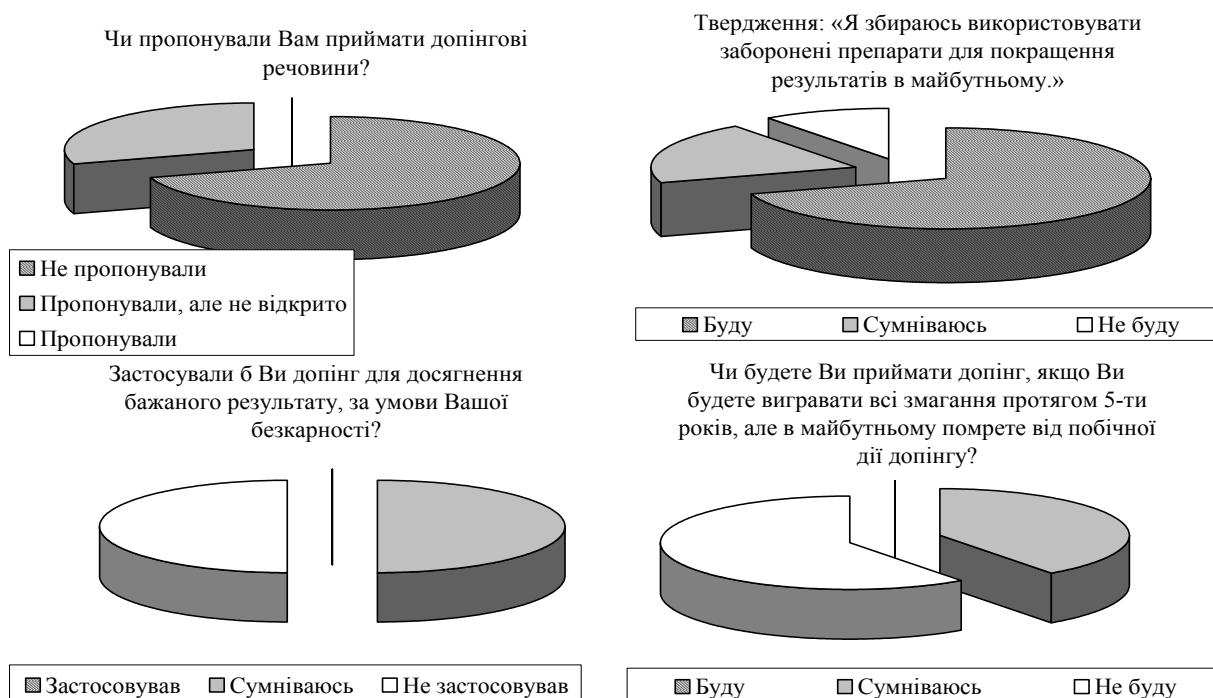 Чи пропонували Вам приймати допінгові
речовини?
Не пропонували
Пропонували, але не відкрито
Пропонували
Твердження: «Я збираюсь використовувати
заборонені препарати для покращення
результатів в майбутньому.»
Буду Сумніваюсь Не буду
Застосували б Ви допінг для досягнення
бажаного результату, за умови Вашої
безкарності?
Застосовував Сумніваюсь Не застосовував
Чи будете Ви приймати допінг, якщо Ви
будете вигравати всі змагання протягом 5-ти
років, але в майбутньому помрете від побічної
дії допінгу?
Буду Сумніваюсь Не буду